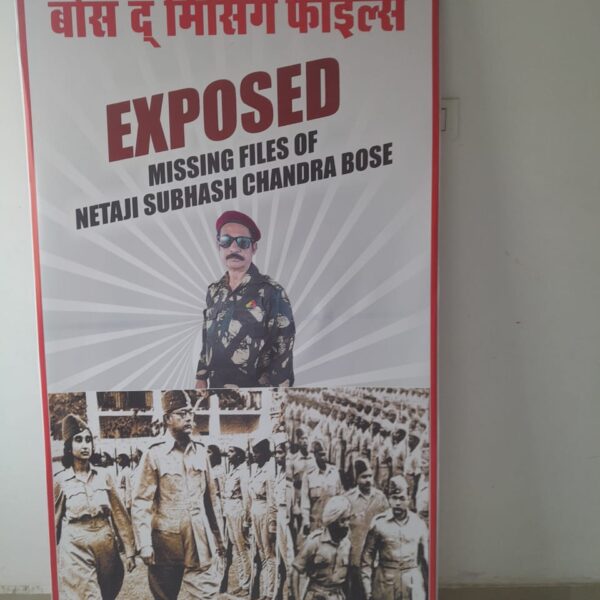 बोस द् मिसिंग फाईल्स
EXPOSED
MISSING FILES OF
NETAJI SUBHASH CHANDRA BOSE